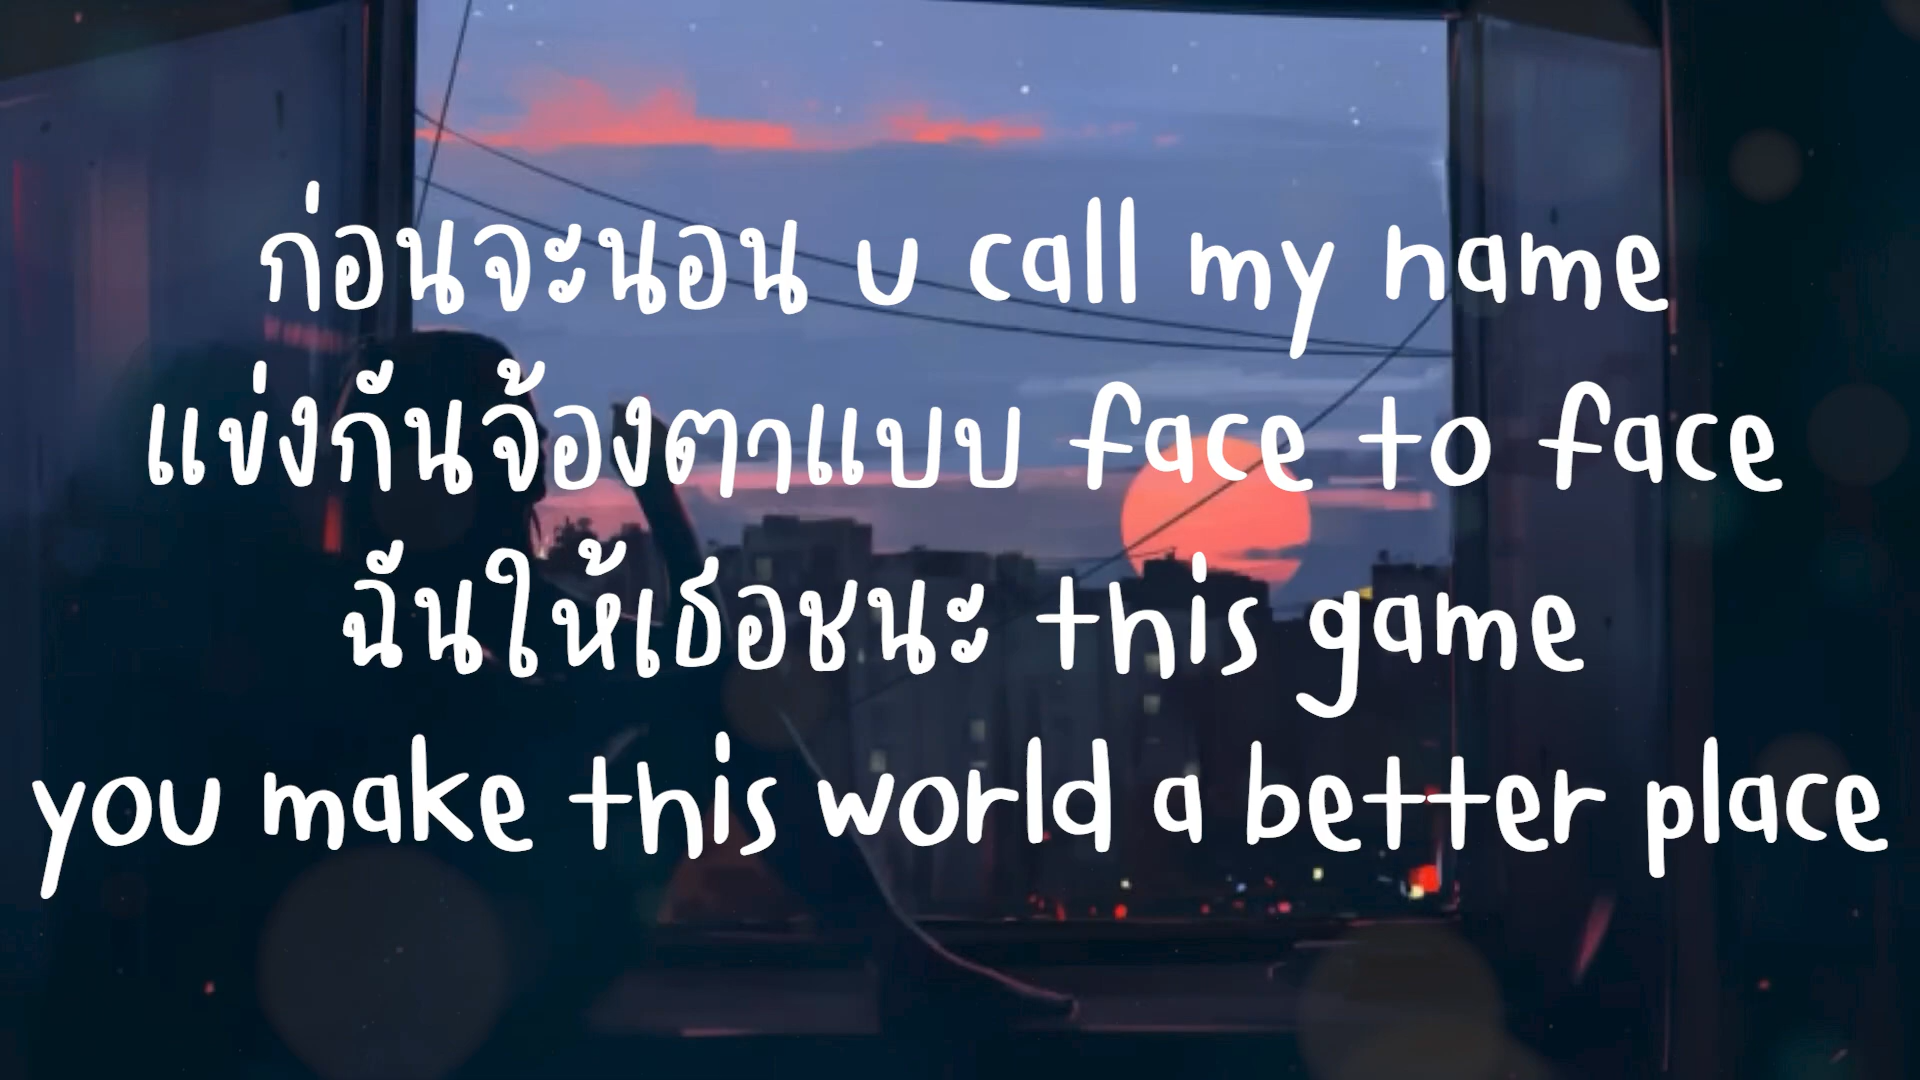 ก่อนจะนอน u call my name
แข่งกันจ้องตาแบบ face to face
ฉันให้เธอชนะ this game
you make this world a better place